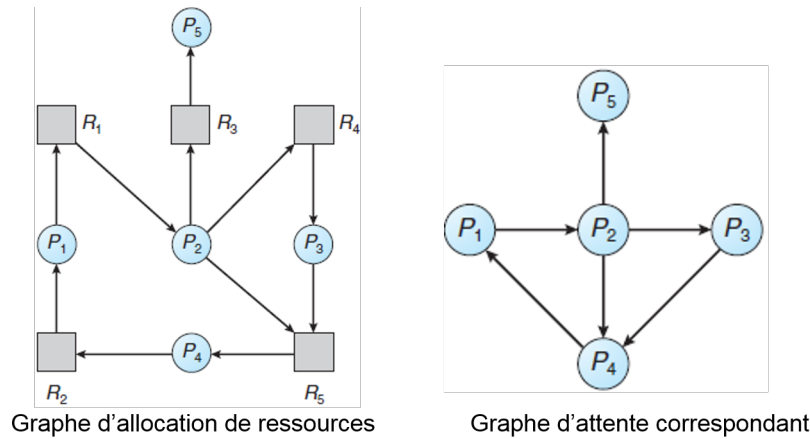 P5
R1
R3
R4
P1
P2
P3
P4
R2
R5
Graphe d'allocation de ressources
P5
P1
P2
P3
P4
Graphe d'attente correspondant